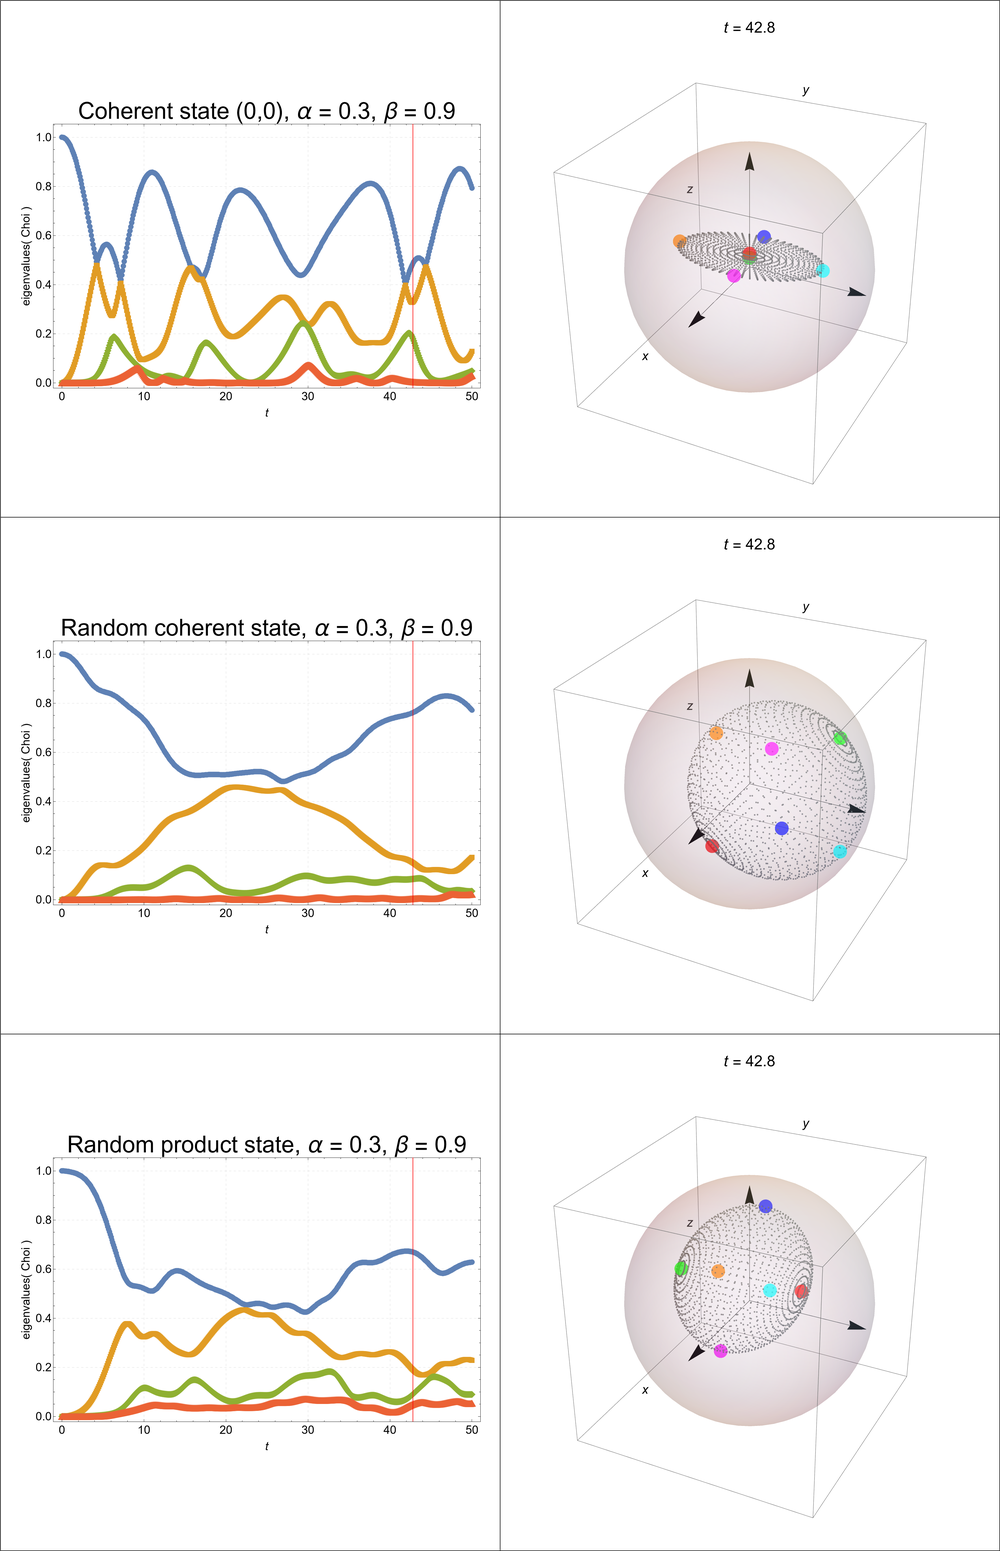 t = 42.8
Coherent state (0,0), α = 0.3, β = 0.9
y
1.0
0.8
z
0.6
eigenvalues( Choi )
0.4
0.2
x
0.0
0 10 20 30 40 50
t
t = 42.8
Random coherent state, α = 0.3, β = 0.9
y
1.0
0.8
z
0.6
eigenvalues( Choi )
0.4
0.2
x
0.0
0 10 20 30 40 50
t
t = 42.8
Random product state, α = 0.3, β = 0.9
y
1.0
0.8
z
0.6
eigenvalues( Choi )
0.4
0.2
x
0.0
0 10 20 30 40 50
t